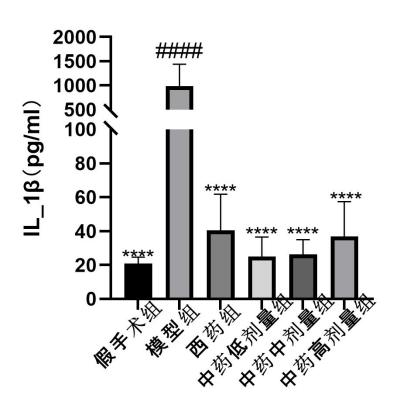 2000
1500
1000
500
100
80
60
40
20
0
IL_1β(pg/ml)
####
****
****
****
****
****
假手术组
模型组
西药组
中药低剂量组
中药中剂量组
中药高剂量组